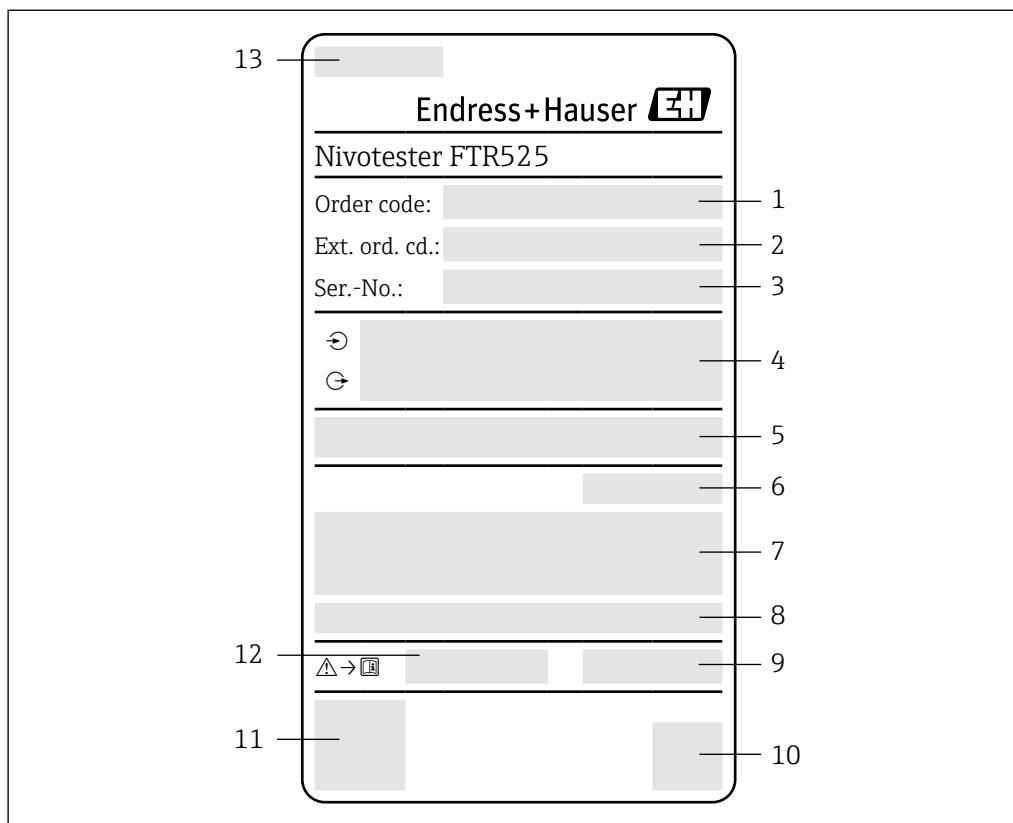 13
Endress+Hauser EH
Nivotester FTR525
Order code: 1
Ext. ord. cd.: 2
Ser.-No.: 3
4
5
6
7
8
12
9
11
10